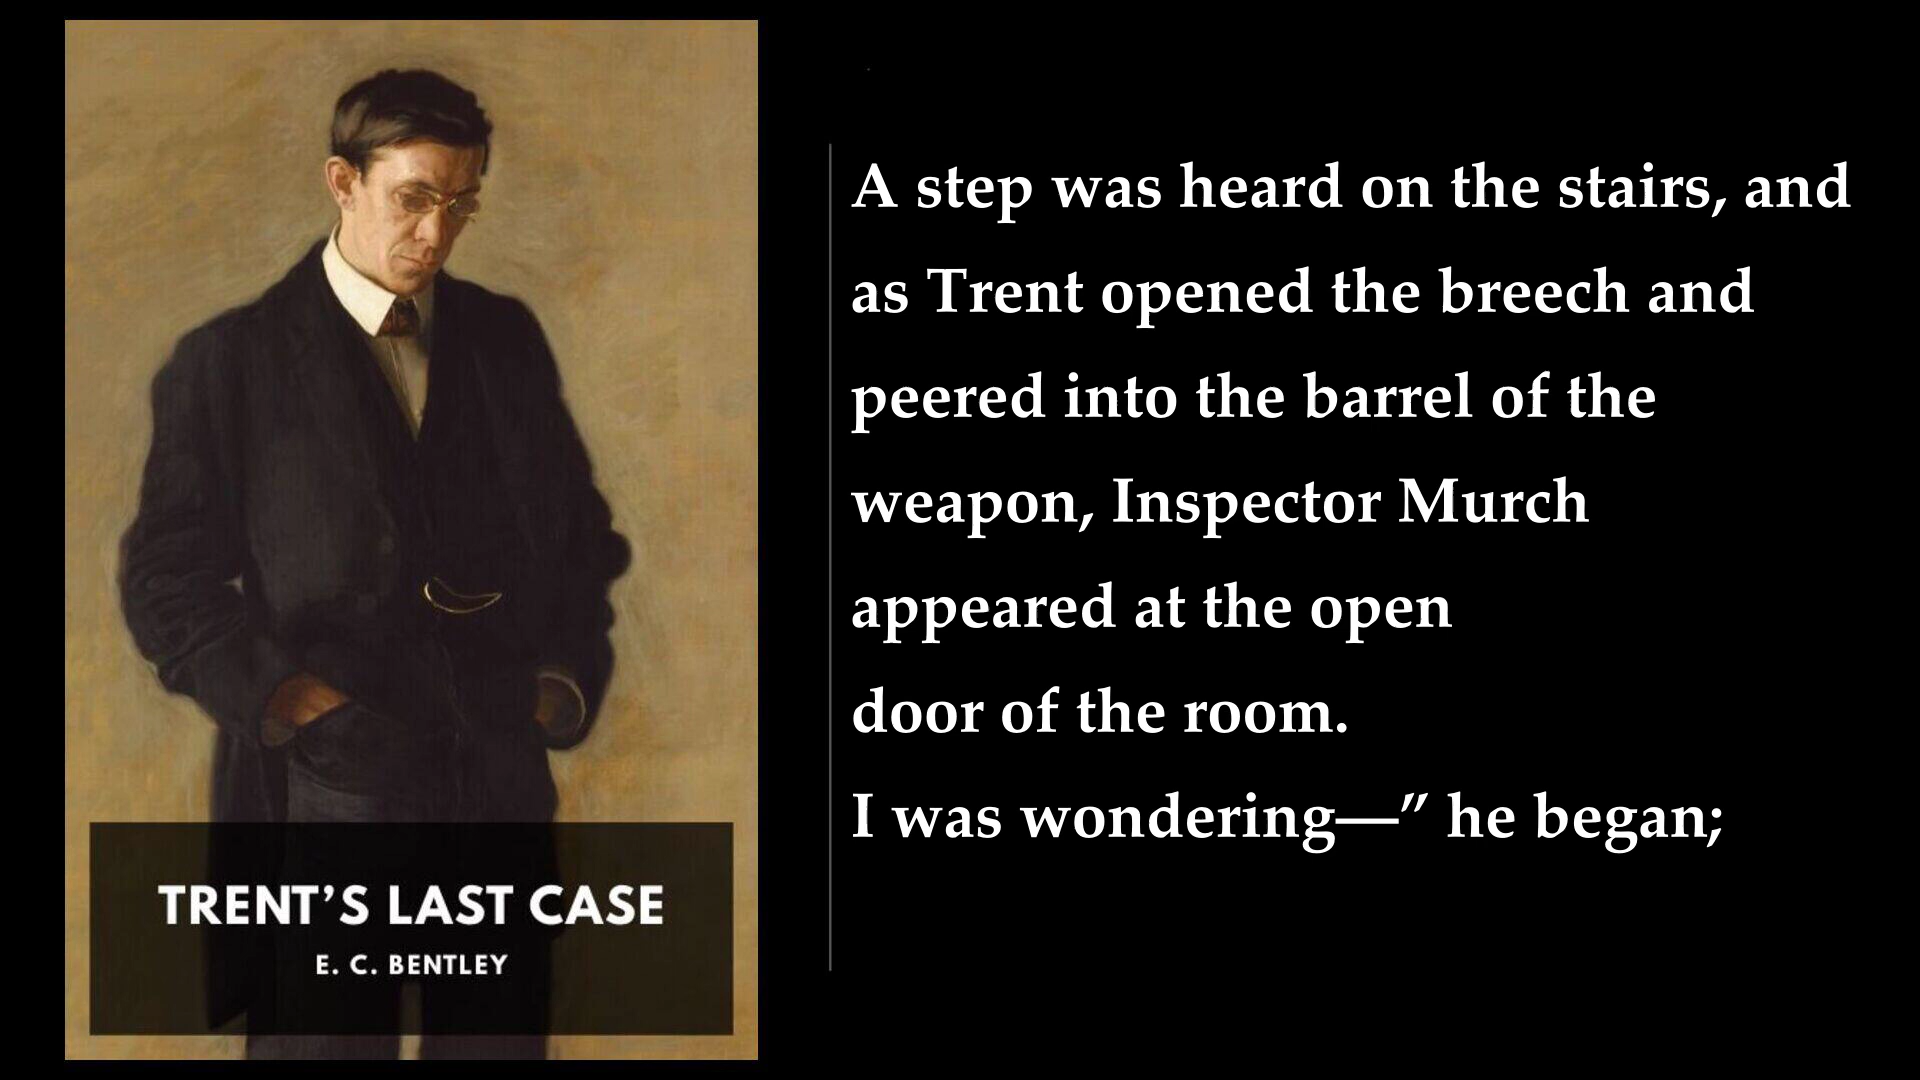 TRENT’S LAST CASE
E. C. BENTLEY
A step was heard on the stairs, and
as Trent opened the breech and
peered into the barrel of the
weapon, Inspector Murch
appeared at the open
door of the room.
I was wondering—” he began;